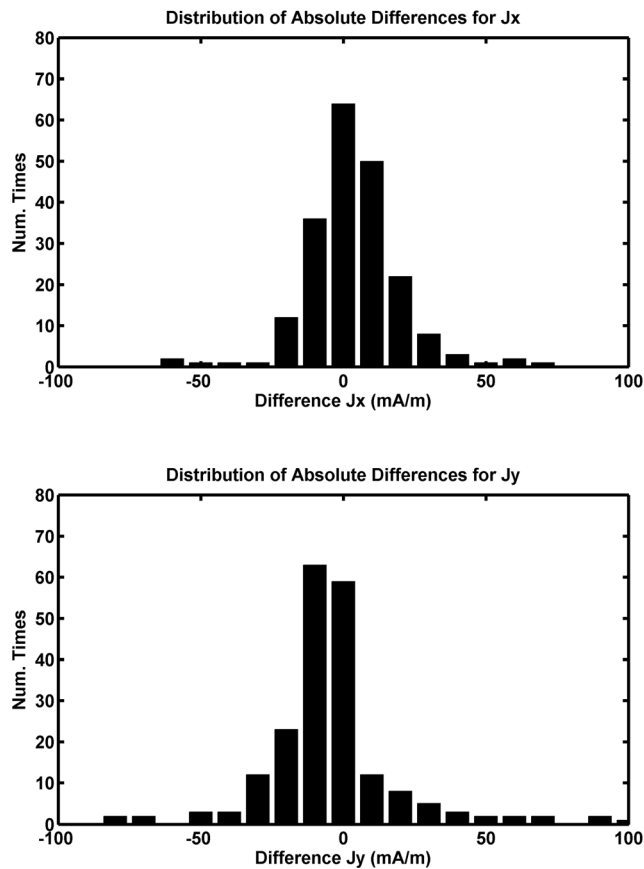 Distribution of Absolute Differences for Jx
80
70
60
50
40
30
20
10
0
Num. Times
-100 -50 0 50 100
Difference Jx (mA/m)
Distribution of Absolute Differences for Jy
80
70
60
50
40
30
20
10
0
Num. Times
-100 -50 0 50 100
Difference Jy (mA/m)